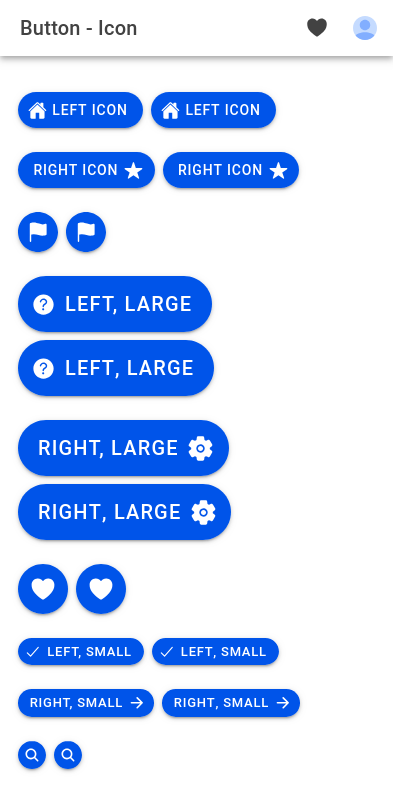 Button - Icon
LEFT ICON LEFT ICON
RIGHT ICON RIGHT ICON
LEFT, LARGE
LEFT, LARGE
RIGHT, LARGE
RIGHT, LARGE
LEFT, SMALL LEFT, SMALL
RIGHT, SMALL RIGHT, SMALL